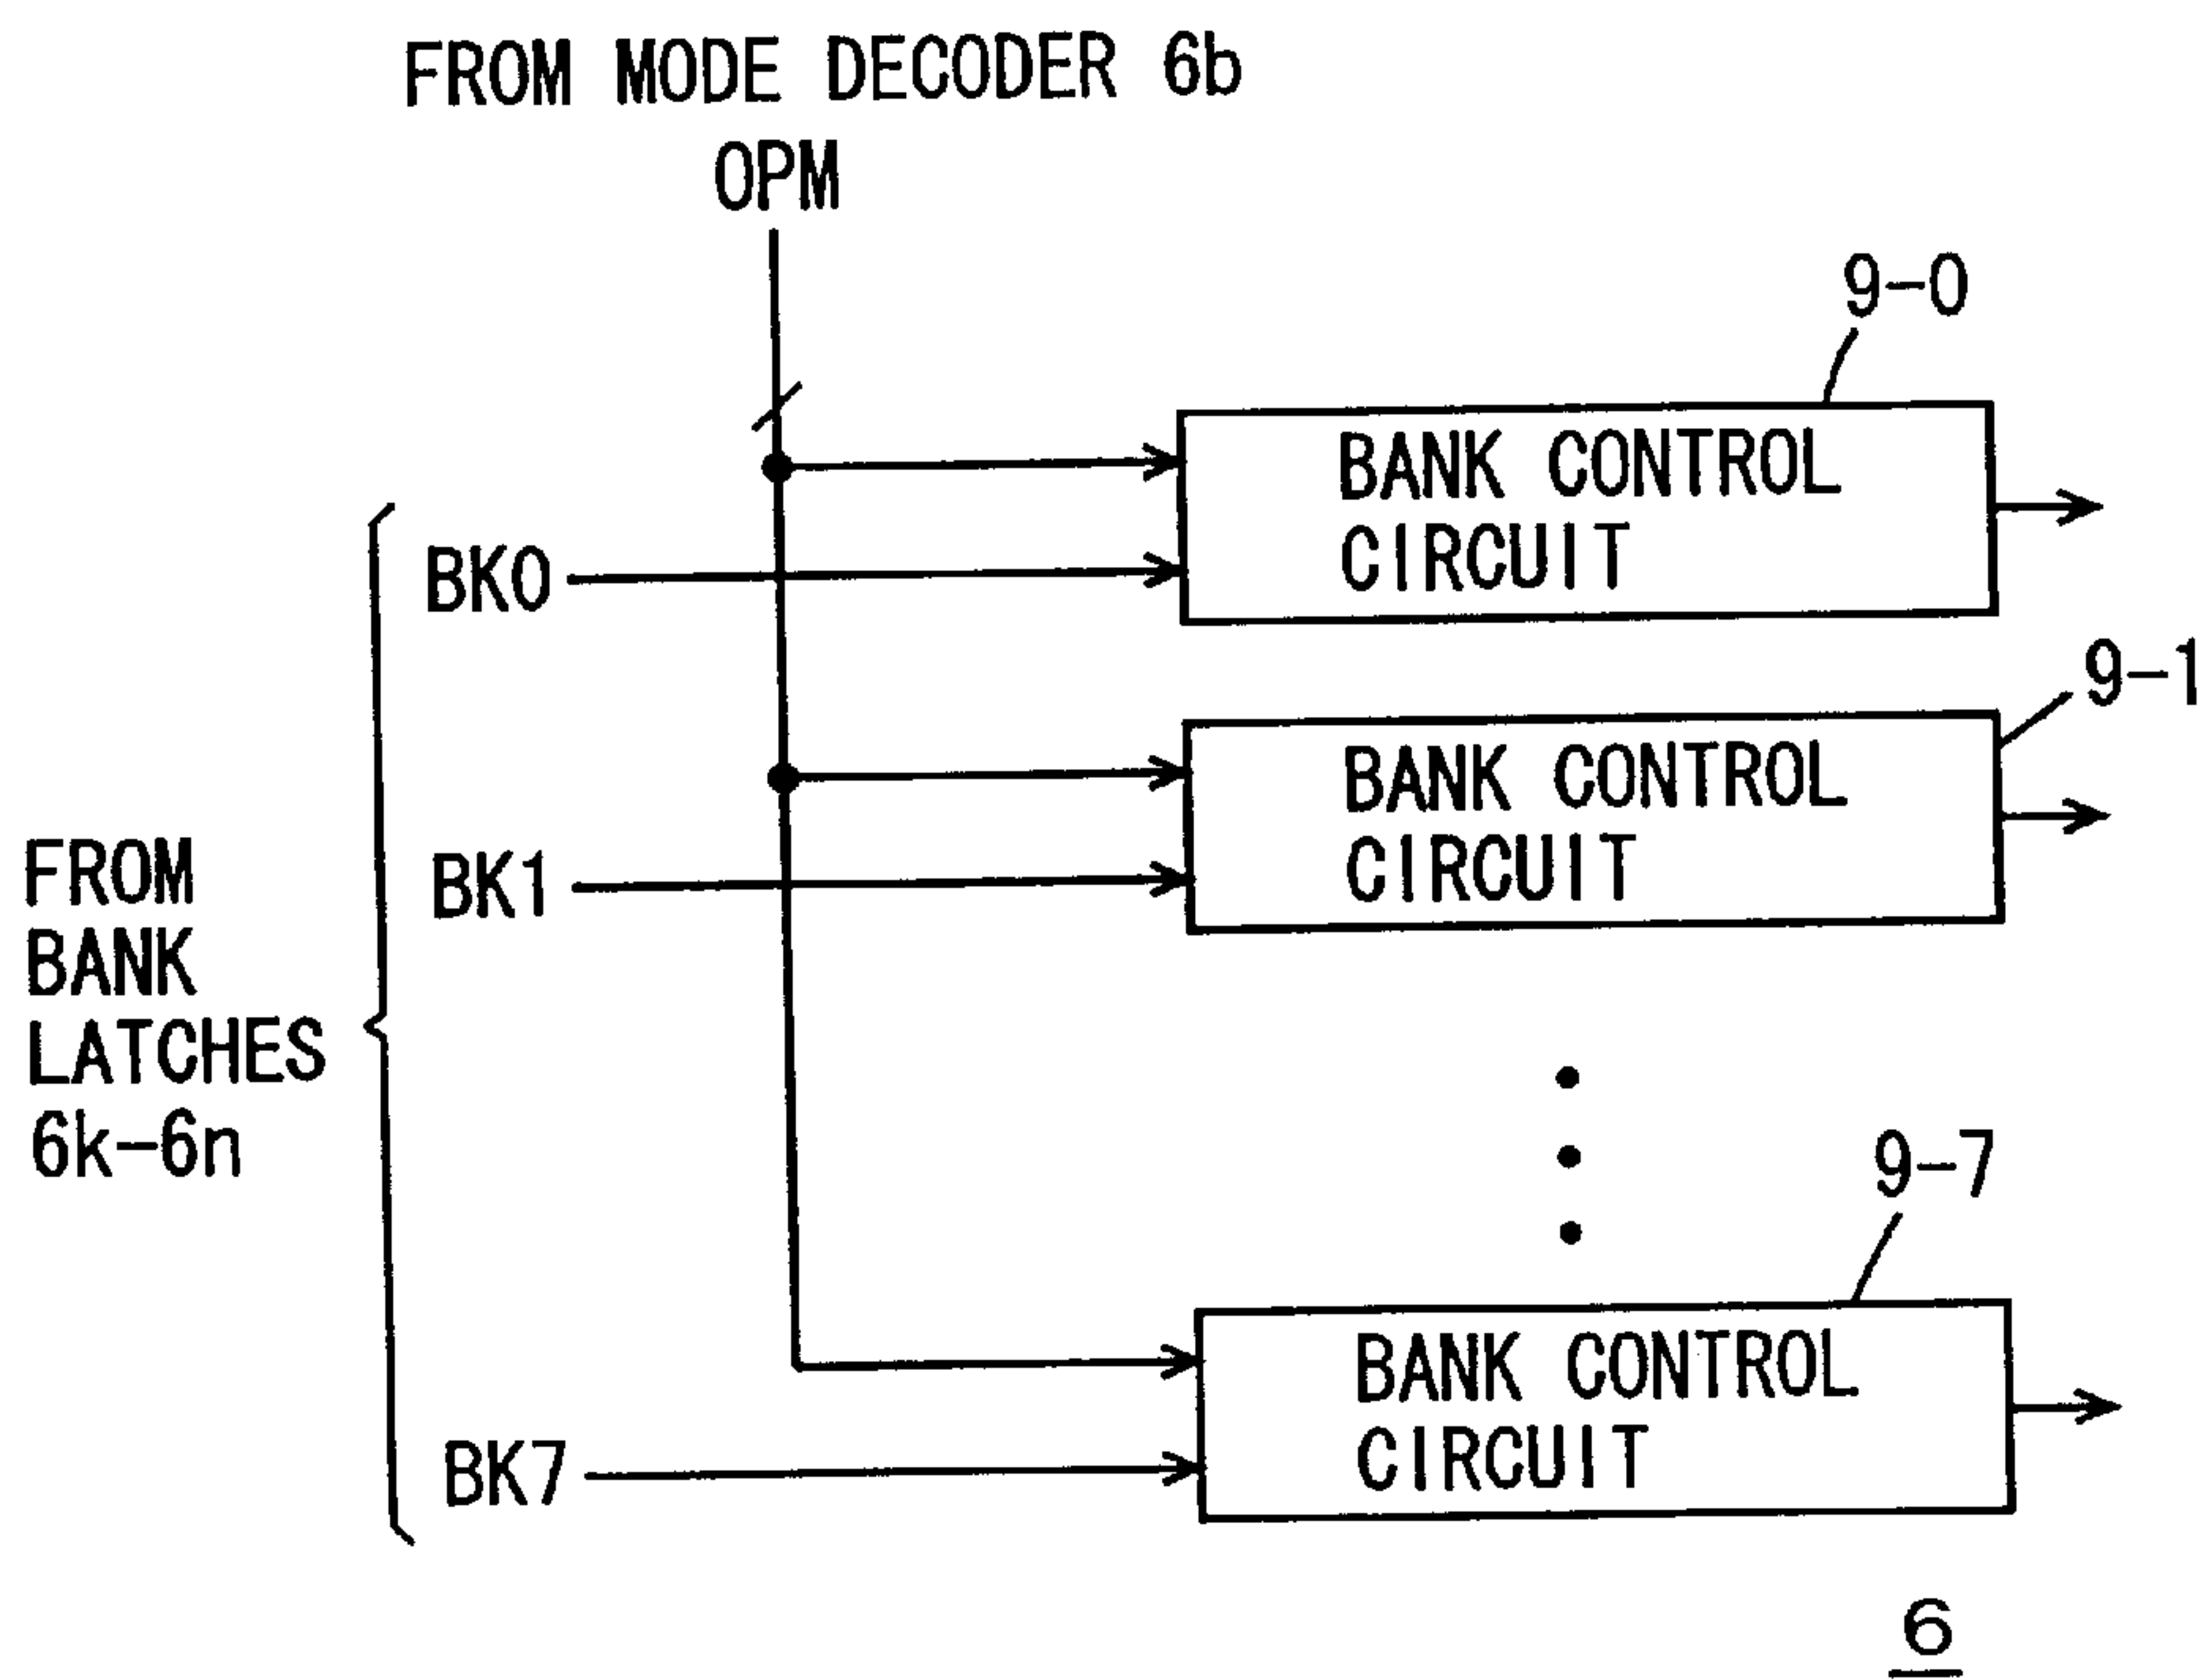 FROM MODE DECODER 6b
OPM
9-0
BANK CONTROL
CIRCUIT
BK0
9-1
BANK CONTROL
CIRCUIT
BK1
FROM
BANK
LATCHES
6k-6n
9-7
BANK CONTROL
CIRCUIT
BK7
6